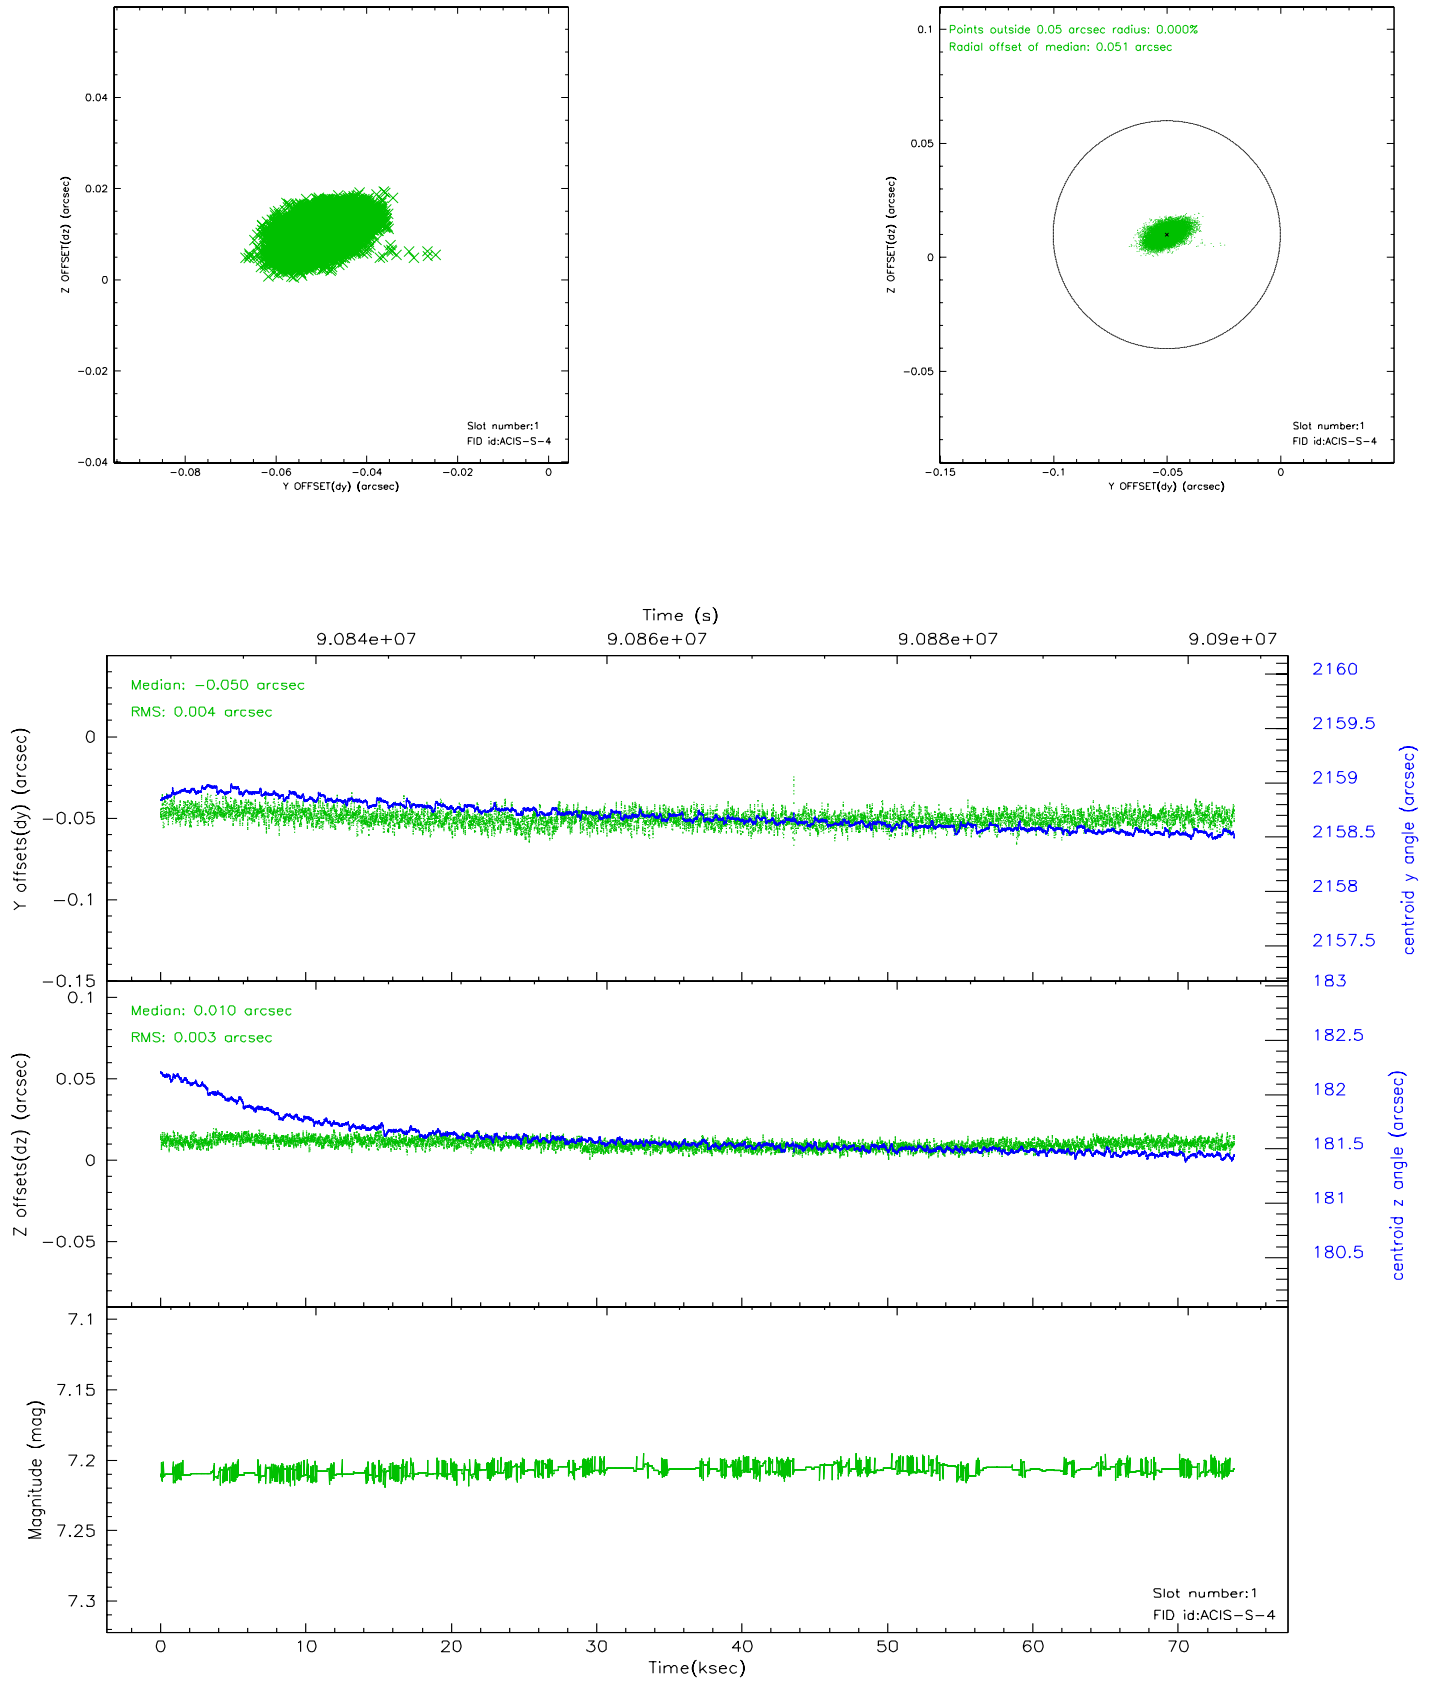 0.04
0.02
0
−0.02
−0.04
Z OFFSET(dz) (arcsec)
Slot number:1
FID id:ACIS−S−4
−0.08
−0.06
−0.04
−0.02
0
Y OFFSET(dy) (arcsec)
Points outside 0.05 arcsec radius: 0.000%
Radial offset of median: 0.051 arcsec
0.1
0.05
0
−0.05
Z OFFSET(dz) (arcsec)
Slot number:1
FID id:ACIS−S−4
−0.15
−0.1
−0.05
0
Y OFFSET(dy) (arcsec)
Time (s)
9.084e+07
9.086e+07
9.088e+07
9.09e+07
Median: −0.050 arcsec
RMS: 0.004 arcsec
0
−0.05
−0.1
−0.15
Y offsets(dy) (arcsec)
2160
2159.5
2159
2158.5
2158
2157.5
centroid y angle (arcsec)
Median: 0.010 arcsec
RMS: 0.003 arcsec
0.1
0.05
0
−0.05
Z offsets(dz) (arcsec)
183
182.5
182
181.5
181
180.5
centroid z angle (arcsec)
7.1
7.15
7.2
7.25
7.3
Magnitude (mag)
Slot number:1
FID id:ACIS−S−4
0
10
20
30
40
50
60
70
Time(ksec)